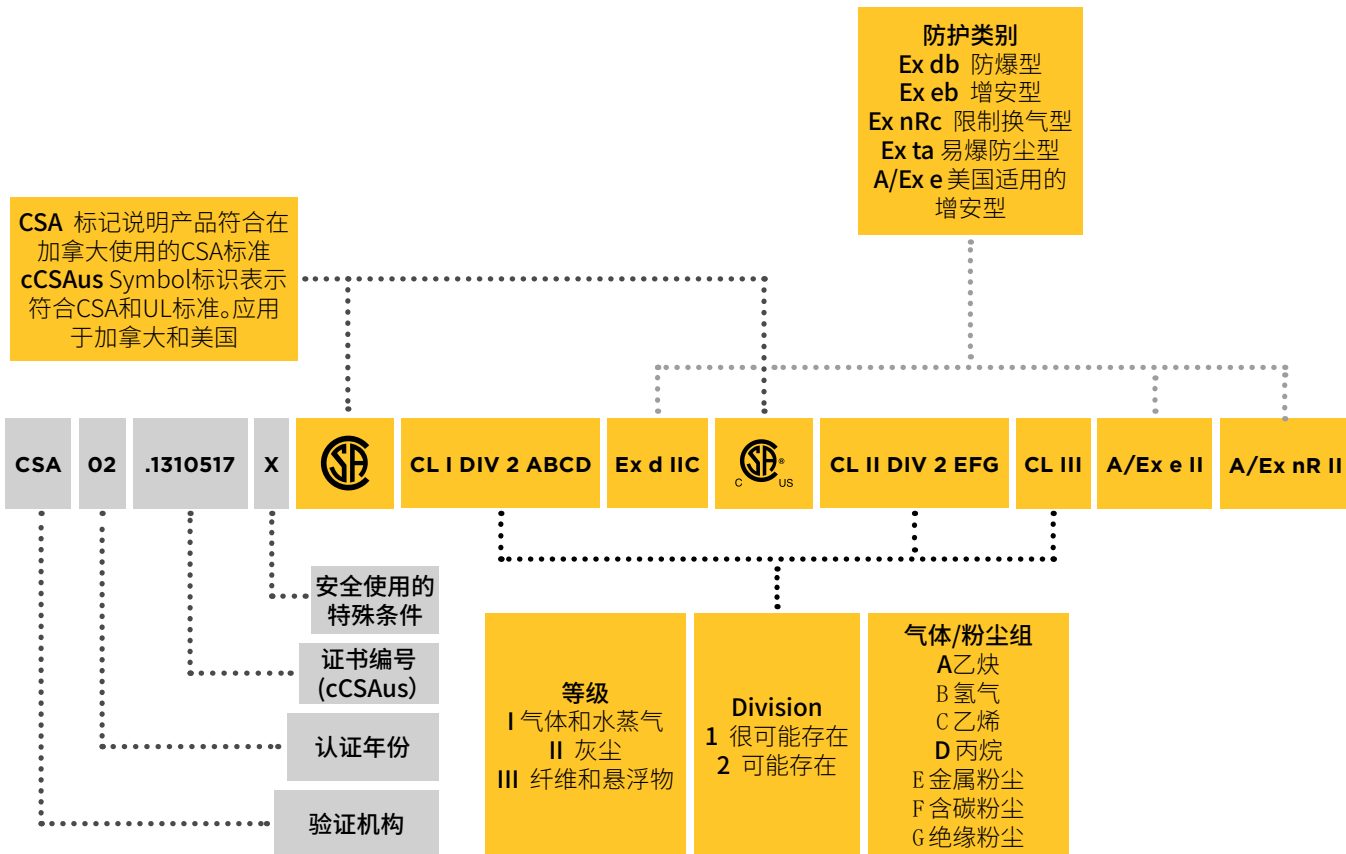 防护类别
Ex db 防爆型
Ex eb 增安型
Ex nRc 限制换气型
Ex ta 易爆防尘型
A/Ex e 美国适用的
增安型
CSA 标记说明产品符合在
加拿大使用的CSA标准
cCSAus Symbol标识表示
符合CSA和UL标准。应用
于加拿大和美国
CSA
02
.1310517
X
SA
CL I DIV 2 ABCD
Ex d IIC
C SA ® US
CL II DIV 2 EFG
CL III
A/Ex e II
A/Ex nR II
安全使用的
特殊条件
证书编号
(cCSAus）
认证年份
验证机构
等级
I 气体和水蒸气
II 灰尘
III 纤维和悬浮物
Division
1 很可能存在
2 可能存在
气体/粉尘组
A乙炔
B 氢气
C 乙烯
D 丙烷
E 金属粉尘
F 含碳粉尘
G 绝缘粉尘